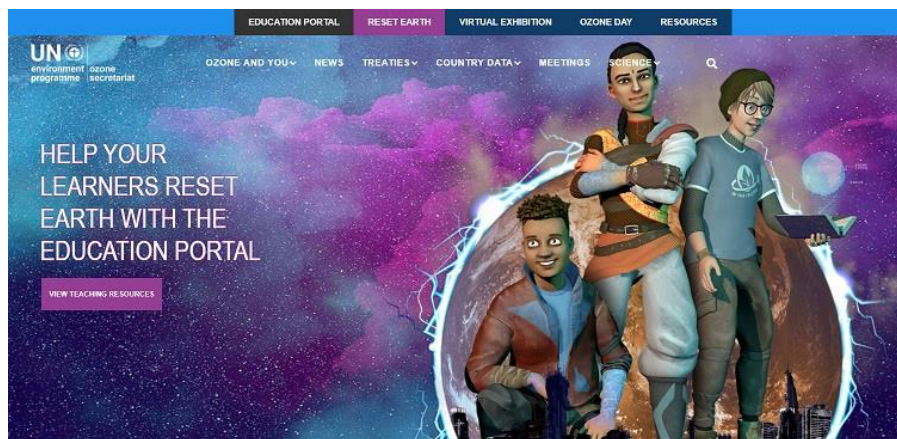 EDUCATION PORTAL RESET EARTH VIRTUAL EXHIBITION OZONE DAY RESOURCES
UN
environment programme
ozone secretariat
OZONE AND YOU NEWS TREATIES COUNTRY DATA MEETINGS SCIENCE
HELP YOUR
LEARNERS RESET
EARTH WITH THE
EDUCATION PORTAL
VIEW TEACHING RESOURCES